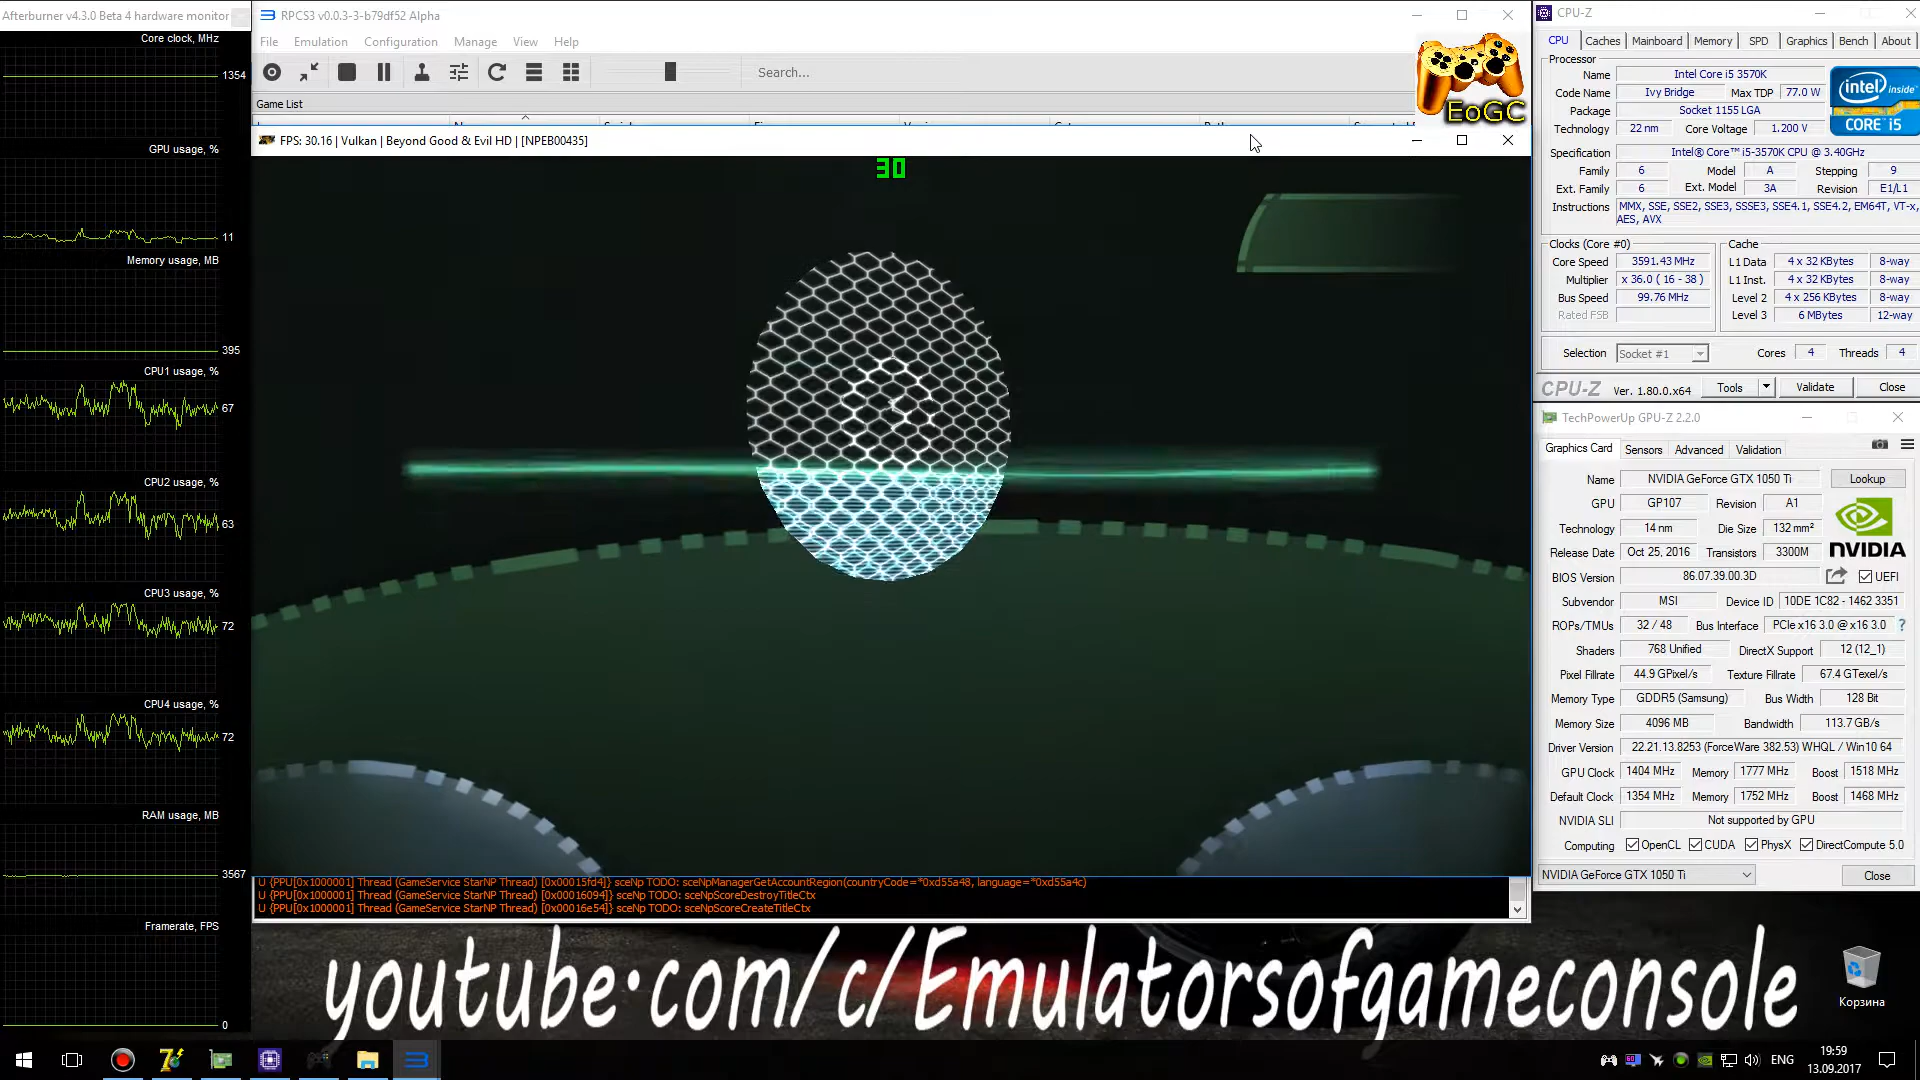 Afterburner v4.3.0 Beta 4 hardware monitor
Core clock, MHz
1354
GPU usage, %
11
Memory usage, MB
395
CPU1 usage, %
67
CPU2 usage, %
63
CPU3 usage, %
72
CPU4 usage, %
72
RAM usage, MB
3567
Framerate, FPS
0
RPCS3 v0.0.3-3-b79df52 Alpha
File Emulation Configuration Manage View Help
Search...
EoGC
Game List
FPS: 30.16 | Vulkan | Beyond Good & Evil HD | [NPEB00435]
30
U {PPU[0x1000001] Thread (GameService StarNP Thread) [0x00015fd4]} sceNp TODO: sceNpManagerGetAccountRegion(countryCode=*0xd55a48, language=*0xd55a4c)
U {PPU[0x1000001] Thread (GameService StarNP Thread) [0x00016094]} sceNp TODO: sceNpScoreDestroyTitleCtx
U {PPU[0x1000001] Thread (GameService StarNP Thread) [0x00016e54]} sceNp TODO: sceNpScoreCreateTitleCtx
CPU-Z
CPU Caches Mainboard Memory SPD Graphics Bench About
Processor
Name Intel Core i5 3570K
Code Name Ivy Bridge Max TDP 77.0 W
Package Socket 1155 LGA
Technology 22 nm Core Voltage 1.200 V
intel inside
CORE i5
Specification Intel® Core™ i5-3570K CPU @ 3.40GHz
Family 6 Model A Stepping 9
Ext. Family 6 Ext. Model 3A Revision E1/L1
Instructions MMX, SSE, SSE2, SSE3, SSSE3, SSE4.1, SSE4.2, EM64T, VT-x,
AES, AVX
Clocks (Core #0) Cache
Core Speed 3591.43 MHz L1 Data 4 x 32 KBytes 8-way
Multiplier x 36.0 ( 16 - 38 ) L1 Inst. 4 x 32 KBytes 8-way
Bus Speed 99.76 MHz Level 2 4 x 256 KBytes 8-way
Rated FSB Level 3 6 MBytes 12-way
Selection Socket #1 Cores 4 Threads 4
CPU-Z Ver. 1.80.0.x64 Tools Validate Close
TechPowerUp GPU-Z 2.2.0
Graphics Card Sensors Advanced Validation
Name NVIDIA GeForce GTX 1050 Ti Lookup
GPU GP107 Revision A1
Technology 14 nm Die Size 132 mm²
Release Date Oct 25, 2016 Transistors 3300M
NVIDIA
BIOS Version 86.07.39.00.3D UEFI
Subvendor MSI Device ID 10DE 1C82 - 1462 3351
ROPs/TMUs 32 / 48 Bus Interface PCIe x16 3.0 @ x16 3.0 ?
Shaders 768 Unified DirectX Support 12 (12_1)
Pixel Fillrate 44.9 GPixel/s Texture Fillrate 67.4 GTexel/s
Memory Type GDDR5 (Samsung) Bus Width 128 Bit
Memory Size 4096 MB Bandwidth 113.7 GB/s
Driver Version 22.21.13.8253 (ForceWare 382.53) WHQL / Win10 64
GPU Clock 1404 MHz Memory 1777 MHz Boost 1518 MHz
Default Clock 1354 MHz Memory 1752 MHz Boost 1468 MHz
NVIDIA SLI Not supported by GPU
Computing OpenCL CUDA PhysX DirectCompute 5.0
NVIDIA GeForce GTX 1050 Ti Close
youtube.com/c/Emulatorsofgameconsole
Корзина
ENG
19:59
13.09.2017